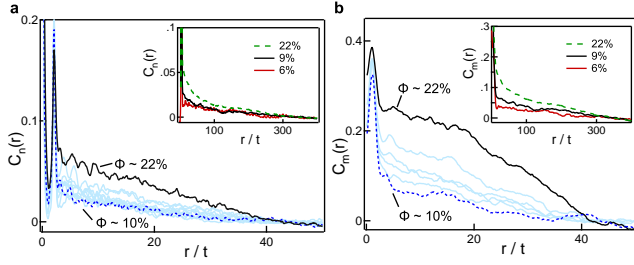 a
0.2
0.1
0
C_n(r)
Φ ~ 22%
Φ ~ 10%
0
20
40
r / t
.1
.05
0
C_n(r)
22%
9%
6%
100
300
r / t
b
0.4
0.2
0
C_m(r)
Φ ~ 22%
Φ ~ 10%
0
20
40
r / t
.3
.2
.1
0
C_m(r)
22%
9%
6%
100
300
r / t